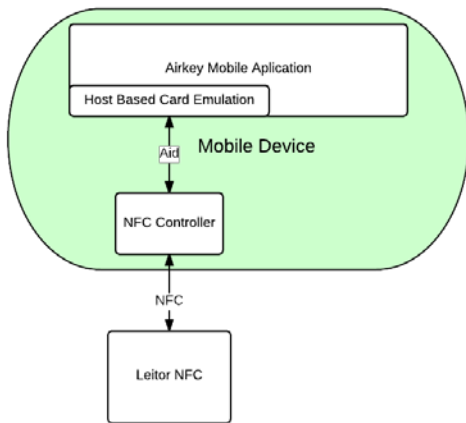 Airkey Mobile Aplication
Host Based Card Emulation
Aid
Mobile Device
NFC Controller
NFC
Leitor NFC